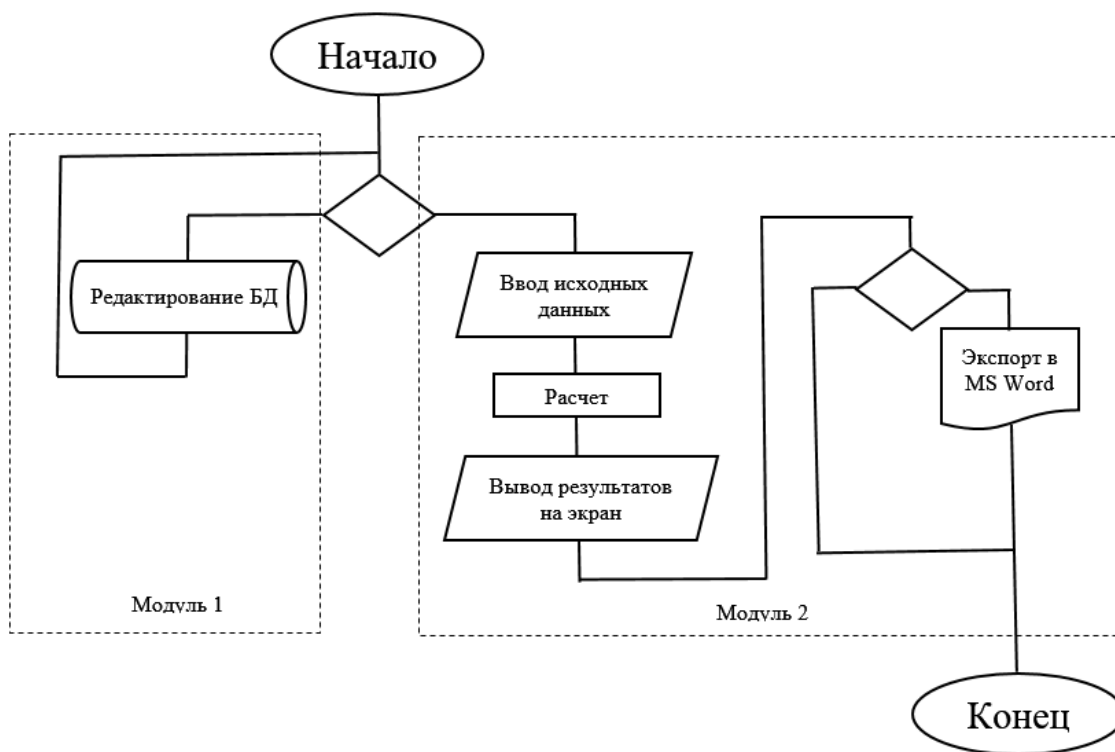 Начало
Редактирование БД
Модуль 1
Ввод исходных
данных
Расчет
Вывод результатов
на экран
Экспорт в
MS Word
Модуль 2
Конец